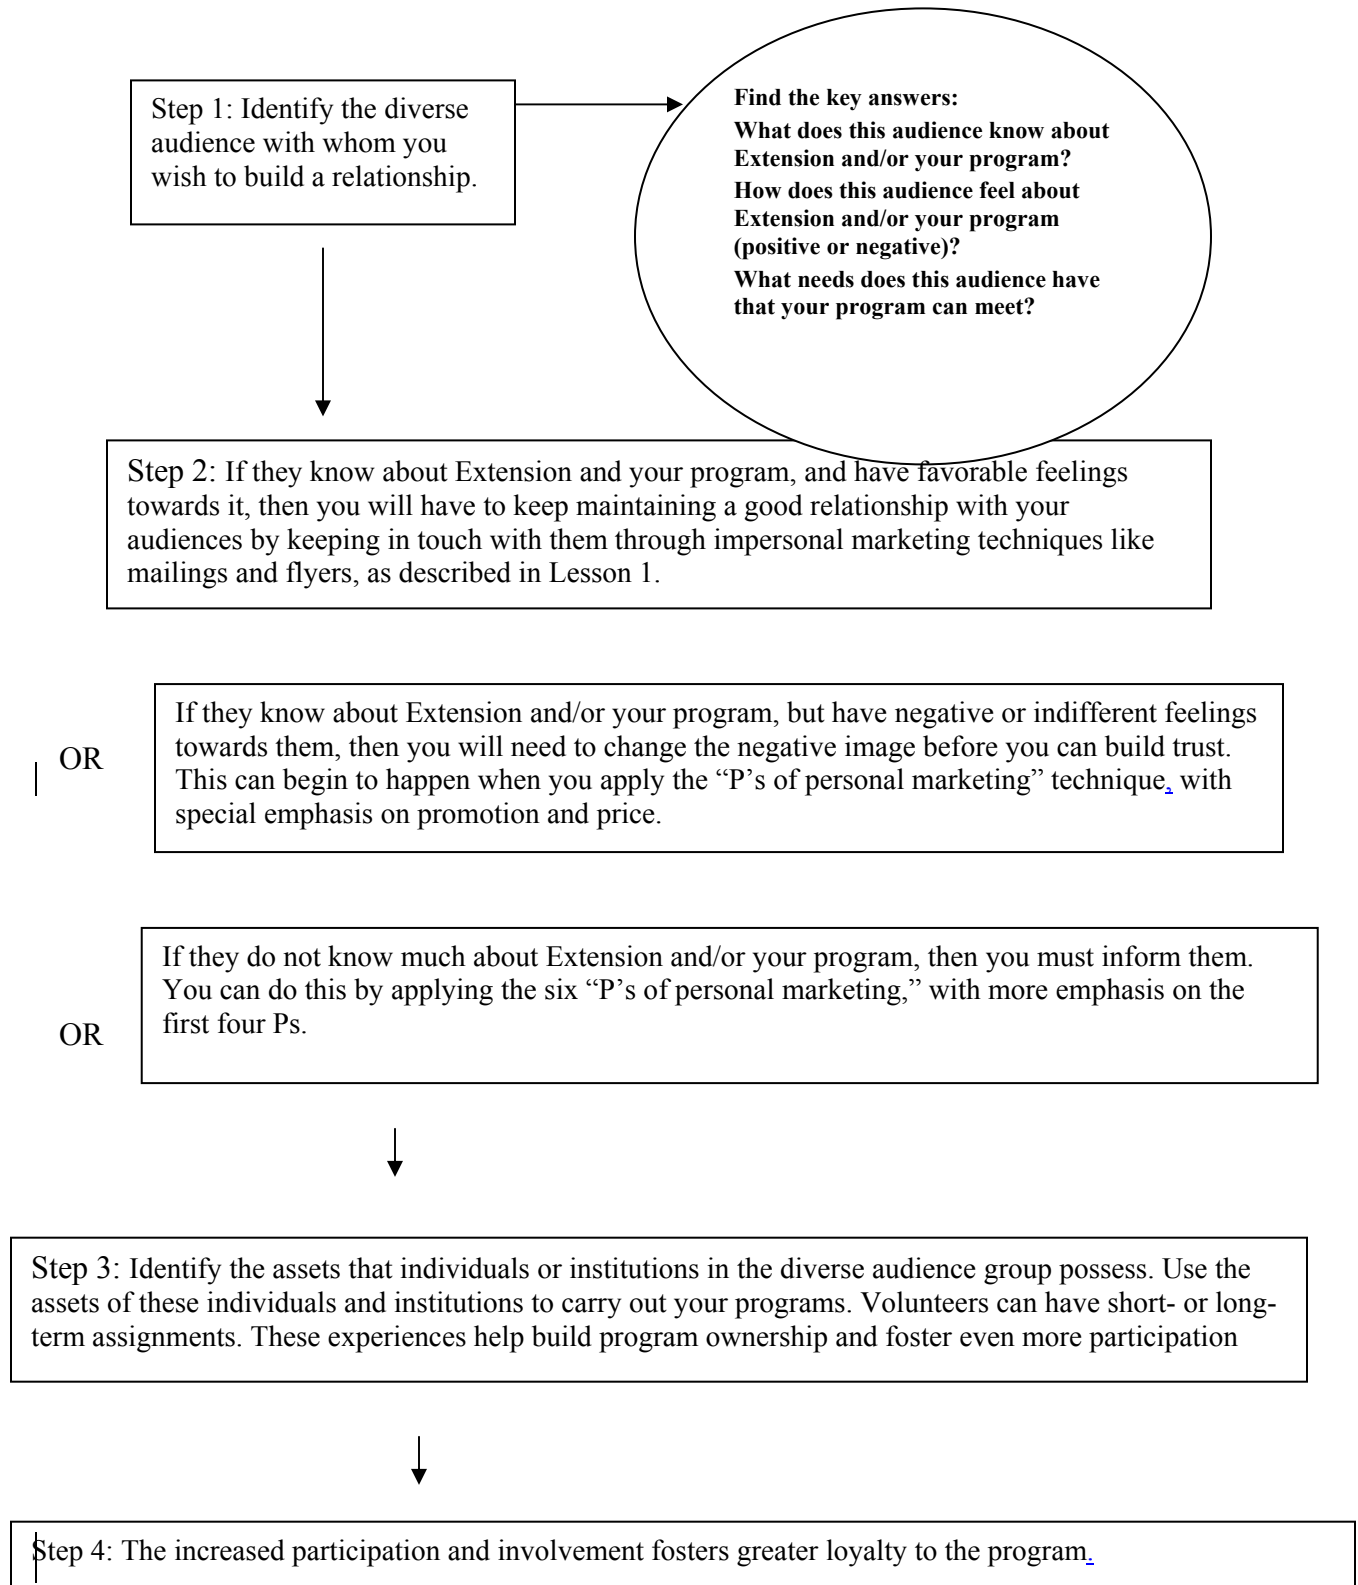 Step 1: Identify the diverse
audience with whom you
wish to build a relationship.
Find the key answers:
What does this audience know about
Extension and/or your program?
How does this audience feel about
Extension and/or your program
(positive or negative)?
What needs does this audience have
that your program can meet?
Step 2: If they know about Extension and your program, and have favorable feelings
towards it, then you will have to keep maintaining a good relationship with your
audiences by keeping in touch with them through impersonal marketing techniques like
mailings and flyers, as described in Lesson 1.
OR
If they know about Extension and/or your program, but have negative or indifferent feelings
towards them, then you will need to change the negative image before you can build trust.
This can begin to happen when you apply the “P’s of personal marketing” technique, with
special emphasis on promotion and price.
OR
If they do not know much about Extension and/or your program, then you must inform them.
You can do this by applying the six “P’s of personal marketing,” with more emphasis on the
first four Ps.
Step 3: Identify the assets that individuals or institutions in the diverse audience group possess. Use the
assets of these individuals and institutions to carry out your programs. Volunteers can have short- or long-
term assignments. These experiences help build program ownership and foster even more participation
Step 4: The increased participation and involvement fosters greater loyalty to the program.